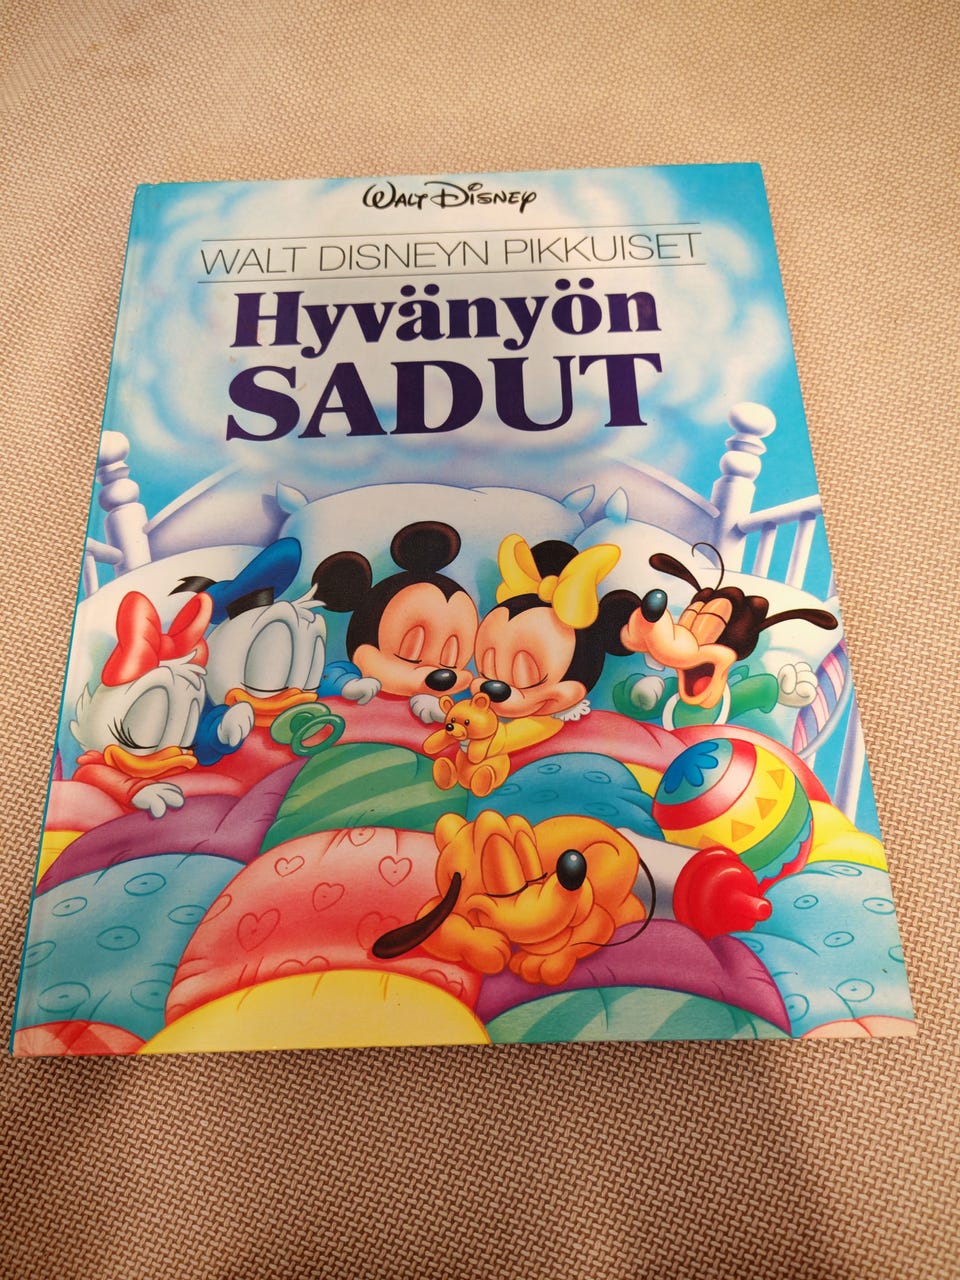 WALT DISNEY
WALT DISNEYN PIKKUISET
Hyvänyön
SADUT